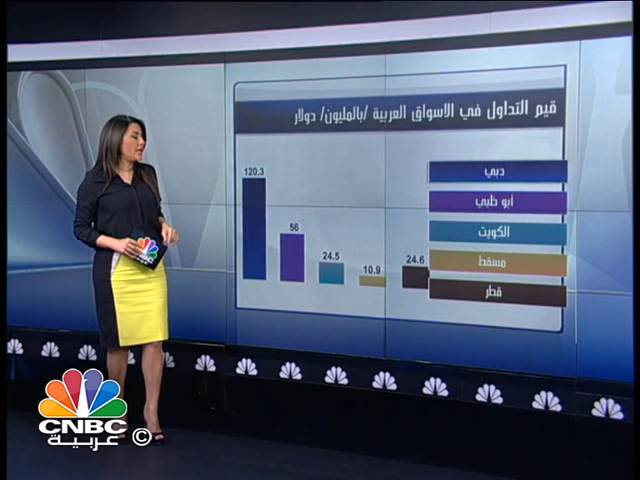 قيم التداول في الاسواق العربية /بالمليون/ دولار
120.3
56
24.5
10.9
24.6
دبي
أبو ظبي
الكويت
مسقط
قطر
CNBC
CNBC
عربية ©